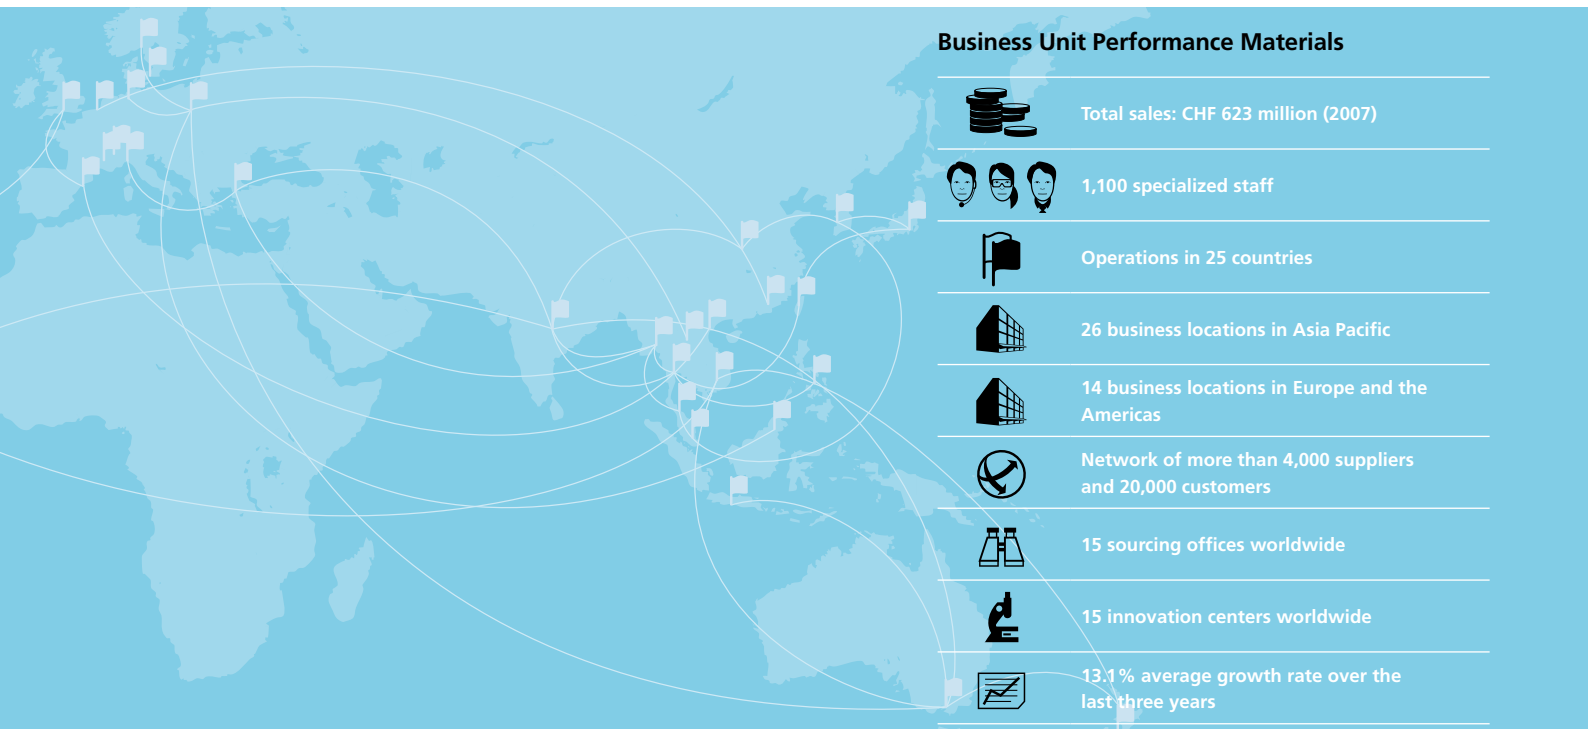 Business Unit Performance Materials
Total sales: CHF 623 million (2007)
1,100 specialized staff
Operations in 25 countries
26 business locations in Asia Pacific
14 business locations in Europe and the
Americas
Network of more than 4,000 suppliers
and 20,000 customers
15 sourcing offices worldwide
15 innovation centers worldwide
13.1% average growth rate over the
last three years